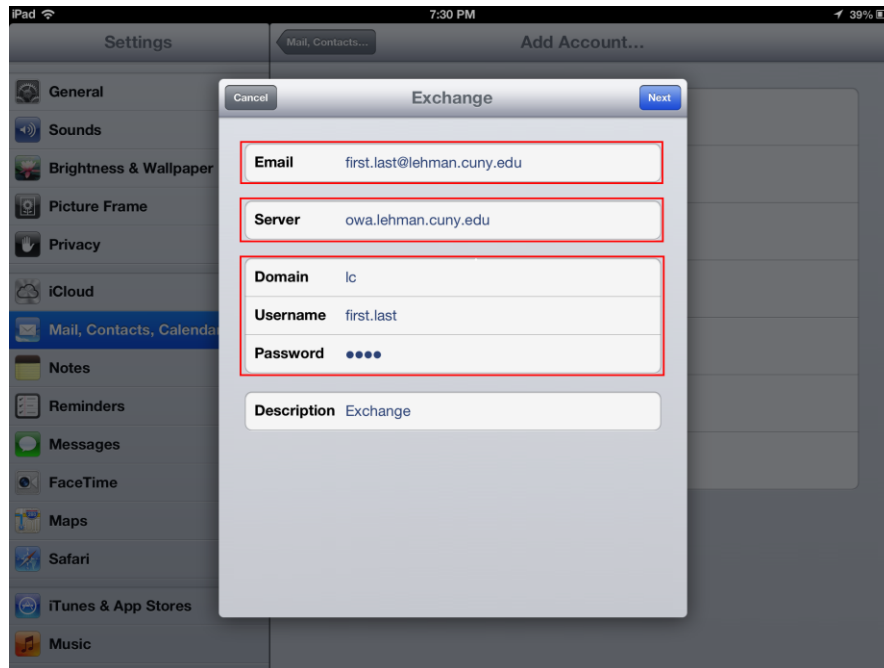 iPad 7:30 PM 39%
Settings Mail, Contacts... Add Account...
General
Sounds
Brightness & Wallpaper
Picture Frame
Privacy
iCloud
Mail, Contacts, Calenda
Notes
Reminders
Messages
FaceTime
Maps
Safari
iTunes & App Stores
Music
Cancel Exchange Next
Email first.last@lehman.cuny.edu
Server owa.lehman.cuny.edu
Domain lc
Username first.last
Password ••••
Description Exchange